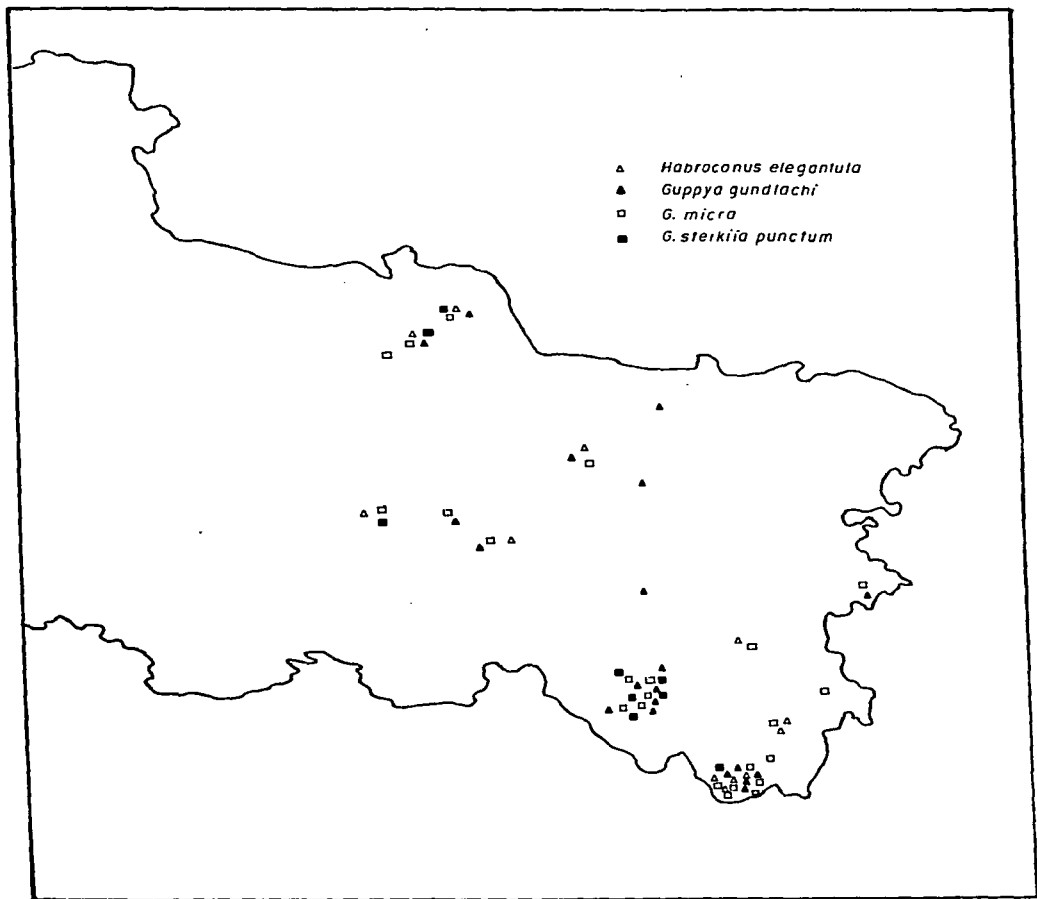 Habroconus elegantula
Guppya gundlachi
G. micra
G. sterkiia punctum